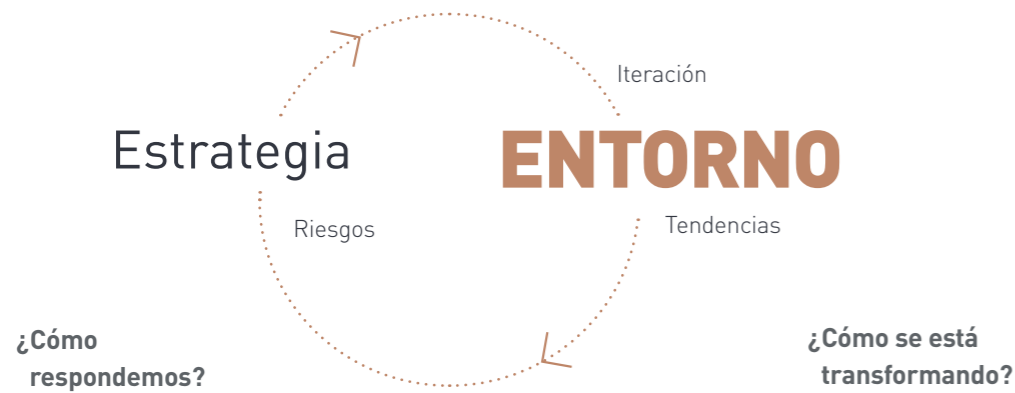 Iteración
Estrategia
ENTORNO
Riesgos
Tendencias
¿Cómo
respondemos?
¿Cómo se está
transformando?